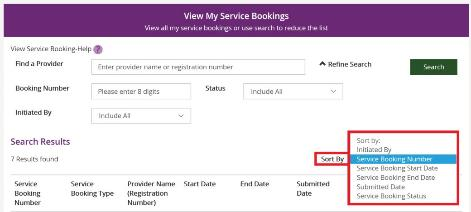 View My Service Bookings
View all my service bookings or use search to reduce the list
View Service Booking-Help ?
Find a Provider
Enter provider name or registration number
Refine Search
Search
Booking Number
Please enter 8 digits
Status
Include All
Initiated By
Include All
Search Results
7 Results found
Sort By
Sort by:
Initiated By
Service Booking Number
Service Booking Start Date
Service Booking End Date
Submitted Date
Service Booking Status
Service Booking Number
Service Booking Type
Provider Name (Registration Number)
Start Date
End Date
Submitted Date